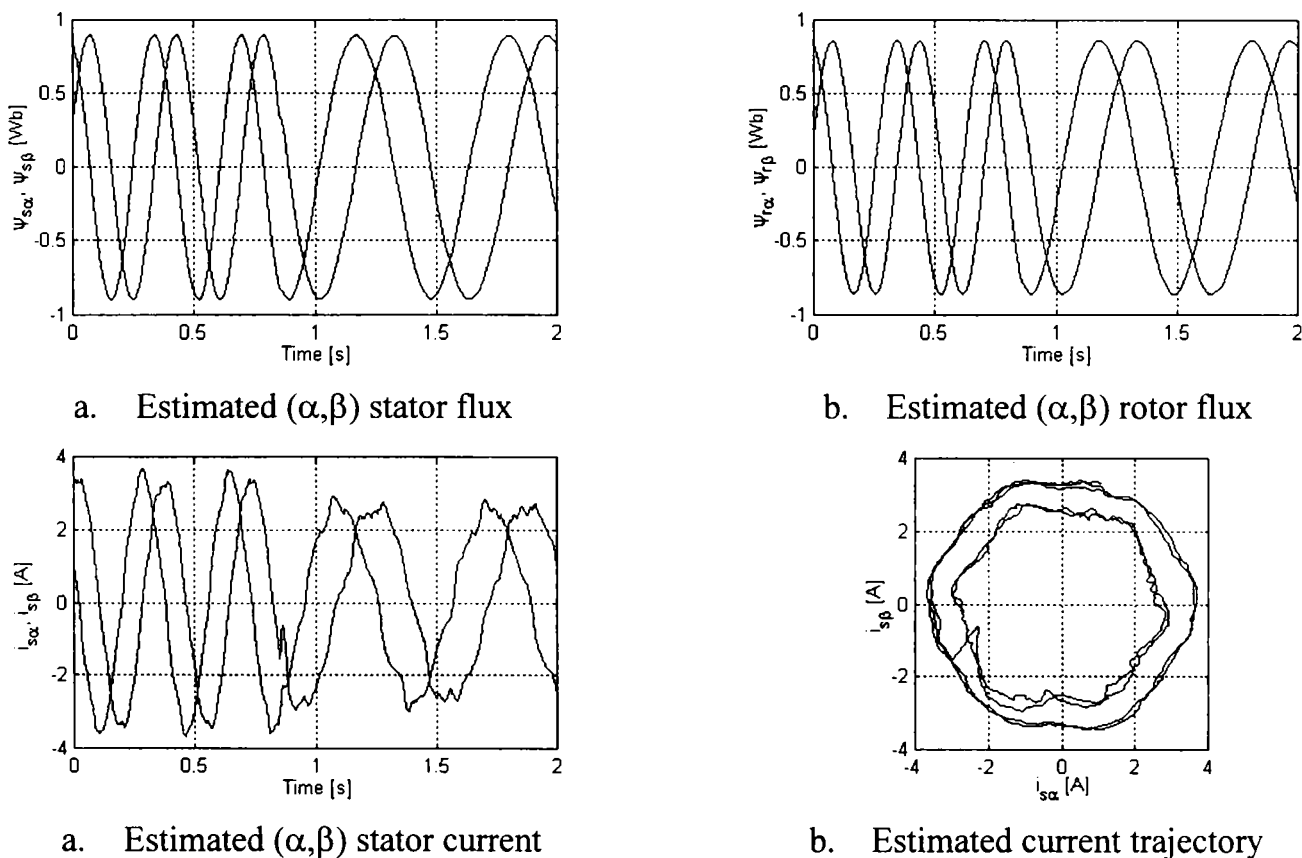 1
0.5
0
-0.5
-1
Ψsα, Ψsβ [Wb]
0 0.5 1 1.5 2
Time [s]
a. Estimated (α,β) stator flux
1
0.5
0
-0.5
-1
Ψrα, Ψrβ [Wb]
0 0.5 1 1.5 2
Time [s]
b. Estimated (α,β) rotor flux
4
2
0
-2
-4
isα, isβ [A]
0 0.5 1 1.5 2
Time [s]
a. Estimated (α,β) stator current
4
2
0
-2
-4
isβ [A]
-4 -2 0 2 4
isα [A]
b. Estimated current trajectory